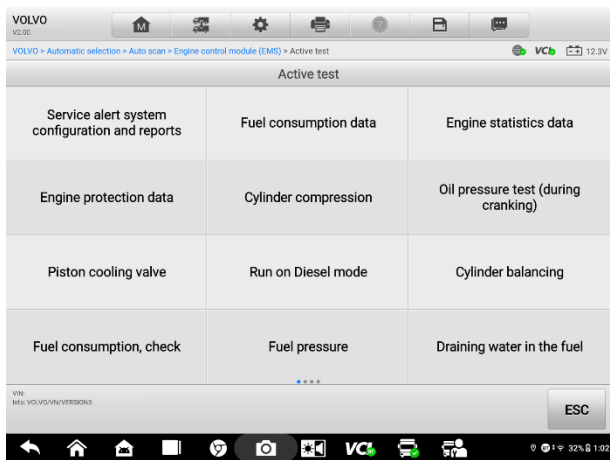 VOLVO
V2.00
M
?
VOLVO > Automatic selection > Auto scan > Engine control module (EMS) > Active test
VCI
12.3V
Active test
Service alert system
configuration and reports
Fuel consumption data
Engine statistics data
Engine protection data
Cylinder compression
Oil pressure test (during
cranking)
Piston cooling valve
Run on Diesel mode
Cylinder balancing
Fuel consumption, check
Fuel pressure
Draining water in the fuel
VIN:
Info: VOLVO/VN/VERSION3
ESC
VCI
32% 1:02